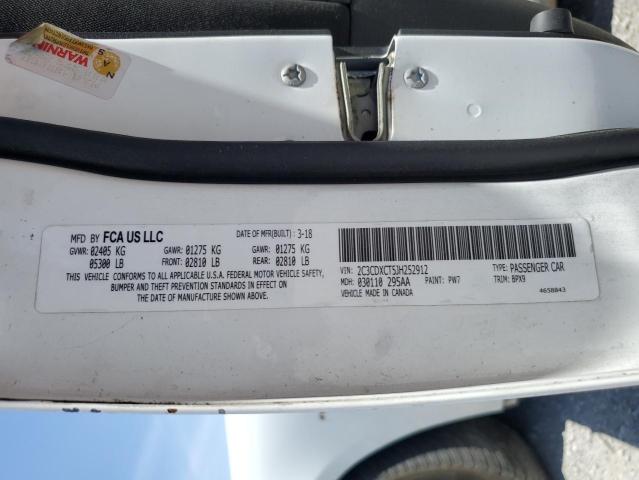 WARNING
N
A
S
MFD BY FCA US LLC
DATE OF MFR(BUILT): 3-18
GVWR: 02405 KG GAWR: 01275 KG GAWR: 01275 KG
05300 LB FRONT: 02810 LB REAR: 02810 LB
THIS VEHICLE CONFORMS TO ALL APPLICABLE U.S.A. FEDERAL MOTOR VEHICLE SAFETY,
BUMPER AND THEFT PREVENTION STANDARDS IN EFFECT ON
THE DATE OF MANUFACTURE SHOWN ABOVE.
VIN: 2C3CDXCT5JH252912 TYPE: PASSENGER CAR
MDH: 030110 295AA PAINT: PW7 TRIM: BPX9
VEHICLE MADE IN CANADA 4658843